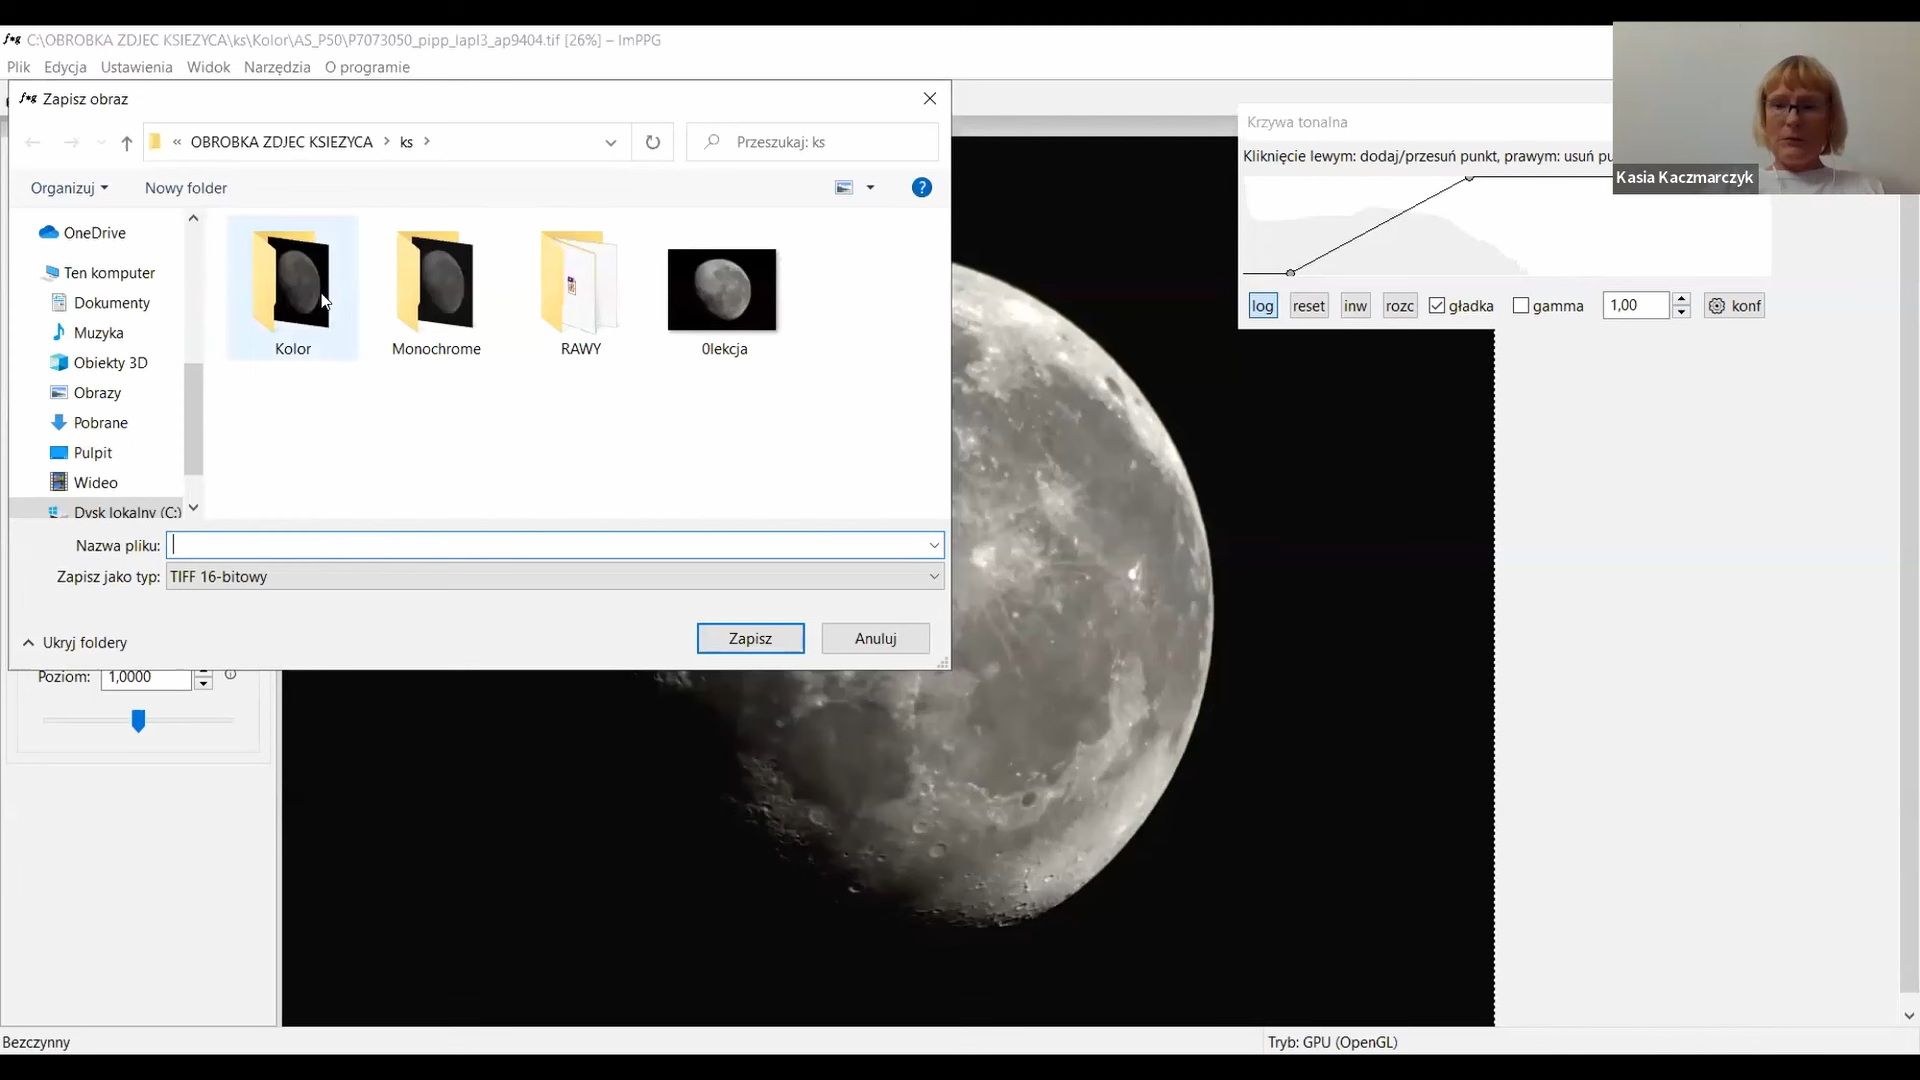 C:\OBROBKA ZDJEC KSIEZYCA\ks\Kolor\AS_P50\P7073050_pipp_lapl3_ap9404.tif [26%] – ImPPG
Plik Edycja Ustawienia Widok Narzędzia O programie
Zapisz obraz
« OBROBKA ZDJEC KSIEZYCA > ks >
Przeszukaj: ks
Organizuj
Nowy folder
OneDrive
Ten komputer
Dokumenty
Muzyka
Obiekty 3D
Obrazy
Pobrane
Pulpit
Wideo
Dysk lokalny (C:)
Kolor
Monochrome
RAWY
0lekcja
Nazwa pliku:
Zapisz jako typ: TIFF 16-bitowy
Ukryj foldery
Zapisz
Anuluj
Poziom: 1,0000
Krzywa tonalna
Kliknięcie lewym: dodaj/przesuń punkt, prawym: usuń
log reset inw rozc gładka gamma 1,00 konf
Kasia Kaczmarczyk
Bezczynny
Tryb: GPU (OpenGL)